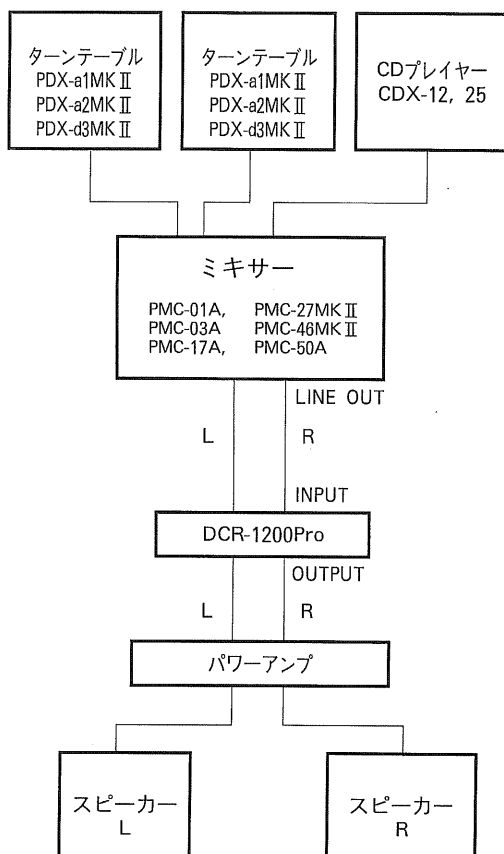 ターンテーブル
PDX-a1MKⅡ
PDX-a2MKⅡ
PDX-d3MKⅡ
ターンテーブル
PDX-a1MKⅡ
PDX-a2MKⅡ
PDX-d3MKⅡ
CDプレイヤー
CDX-12, 25
ミキサー
PMC-01A, PMC-27MKⅡ
PMC-03A PMC-46MKⅡ
PMC-17A, PMC-50A
LINE OUT
L R
INPUT
DCR-1200Pro
OUTPUT
L R
パワーアンプ
スピーカー
L
スピーカー
R